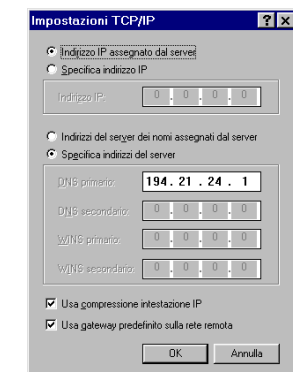 Impostazioni TCP/IP
Indirizzo IP assegnato dal server
Specifica indirizzo IP
Indirizzo IP: 0 . 0 . 0 . 0
Indirizzi del server dei nomi assegnati dal server
Specifica indirizzi del server
DNS primario: 194. 21 . 24 . 1
DNS secondario: 0 . 0 . 0 . 0
WINS primario: 0 . 0 . 0 . 0
WINS secondario: 0 . 0 . 0 . 0
Usa compressione intestazione IP
Usa gateway predefinito sulla rete remota
OK Annulla